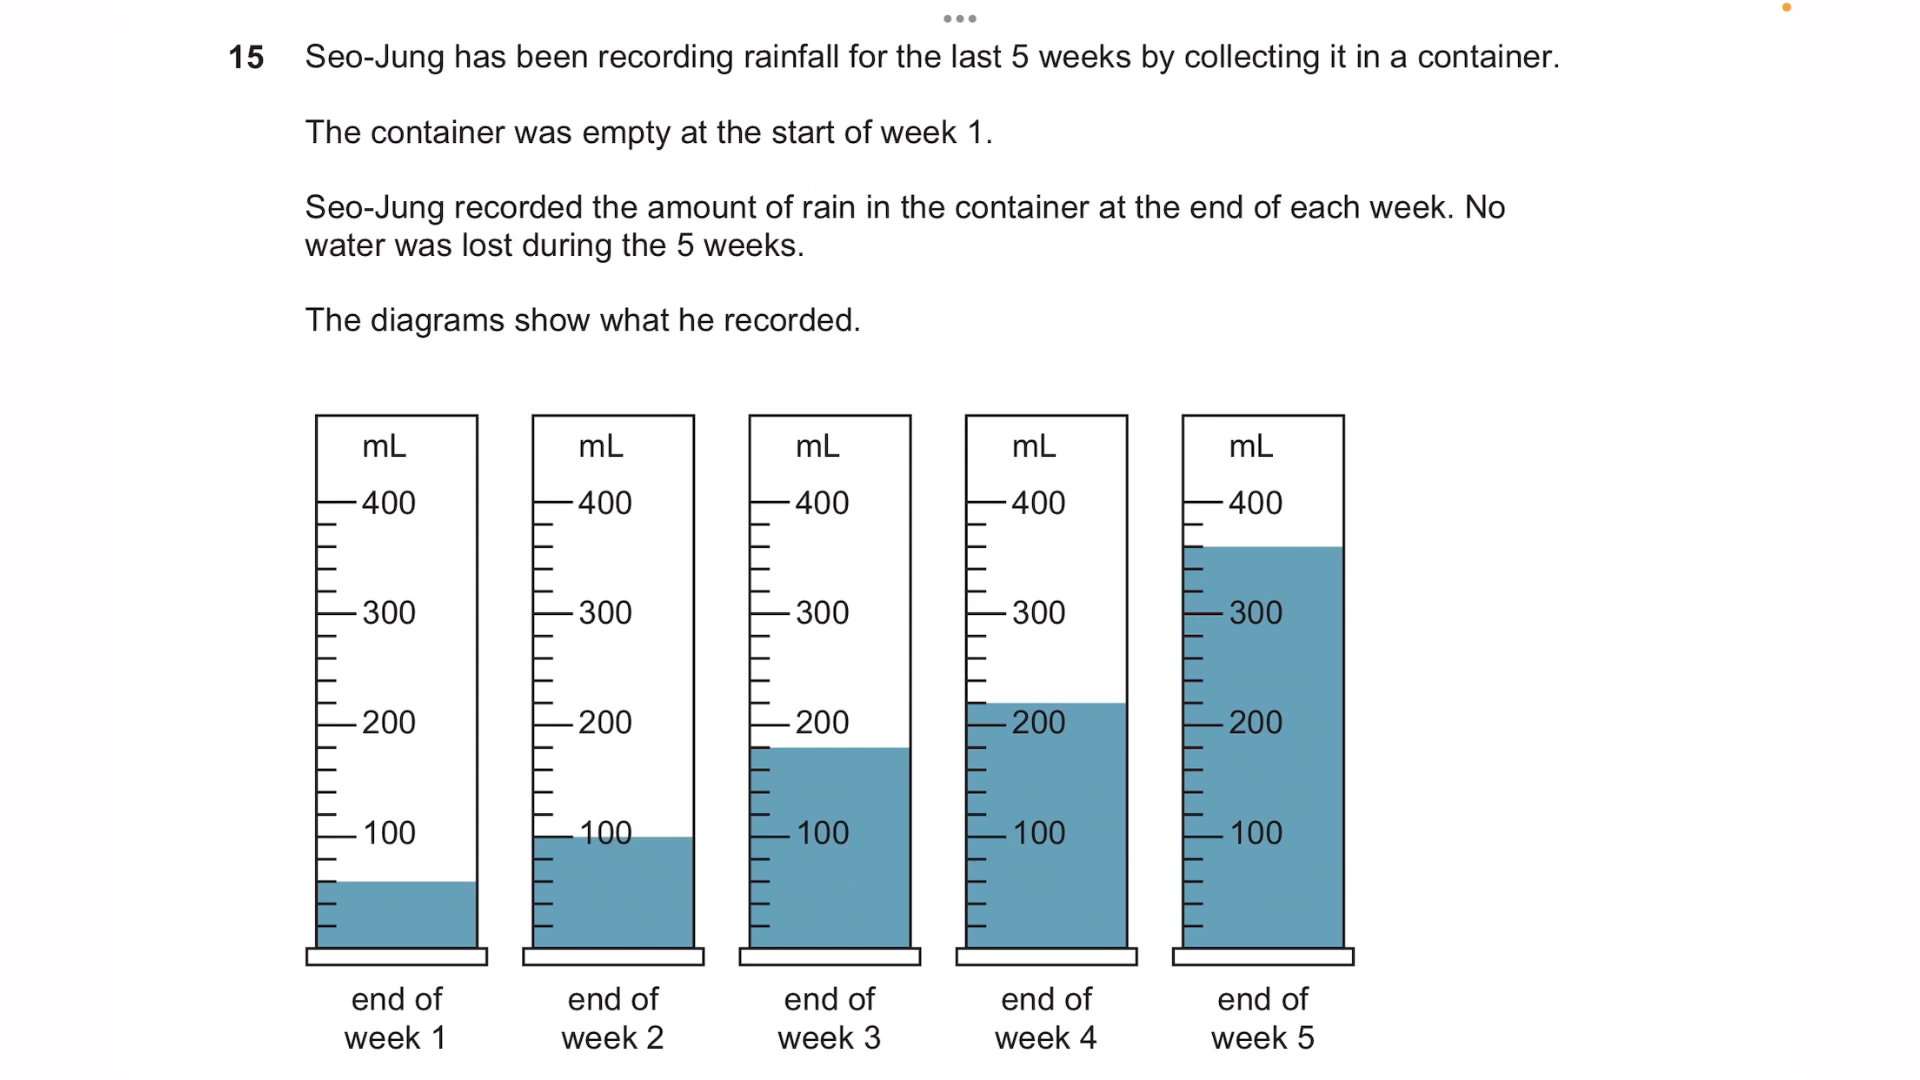 15 Seo-Jung has been recording rainfall for the last 5 weeks by collecting it in a container.
The container was empty at the start of week 1.
Seo-Jung recorded the amount of rain in the container at the end of each week. No
water was lost during the 5 weeks.
The diagrams show what he recorded.
mL mL mL mL mL
400 400 400 400 400
300 300 300 300 300
200 200 200 200 200
100 100 100 100 100
end of end of end of end of end of
week 1 week 2 week 3 week 4 week 5